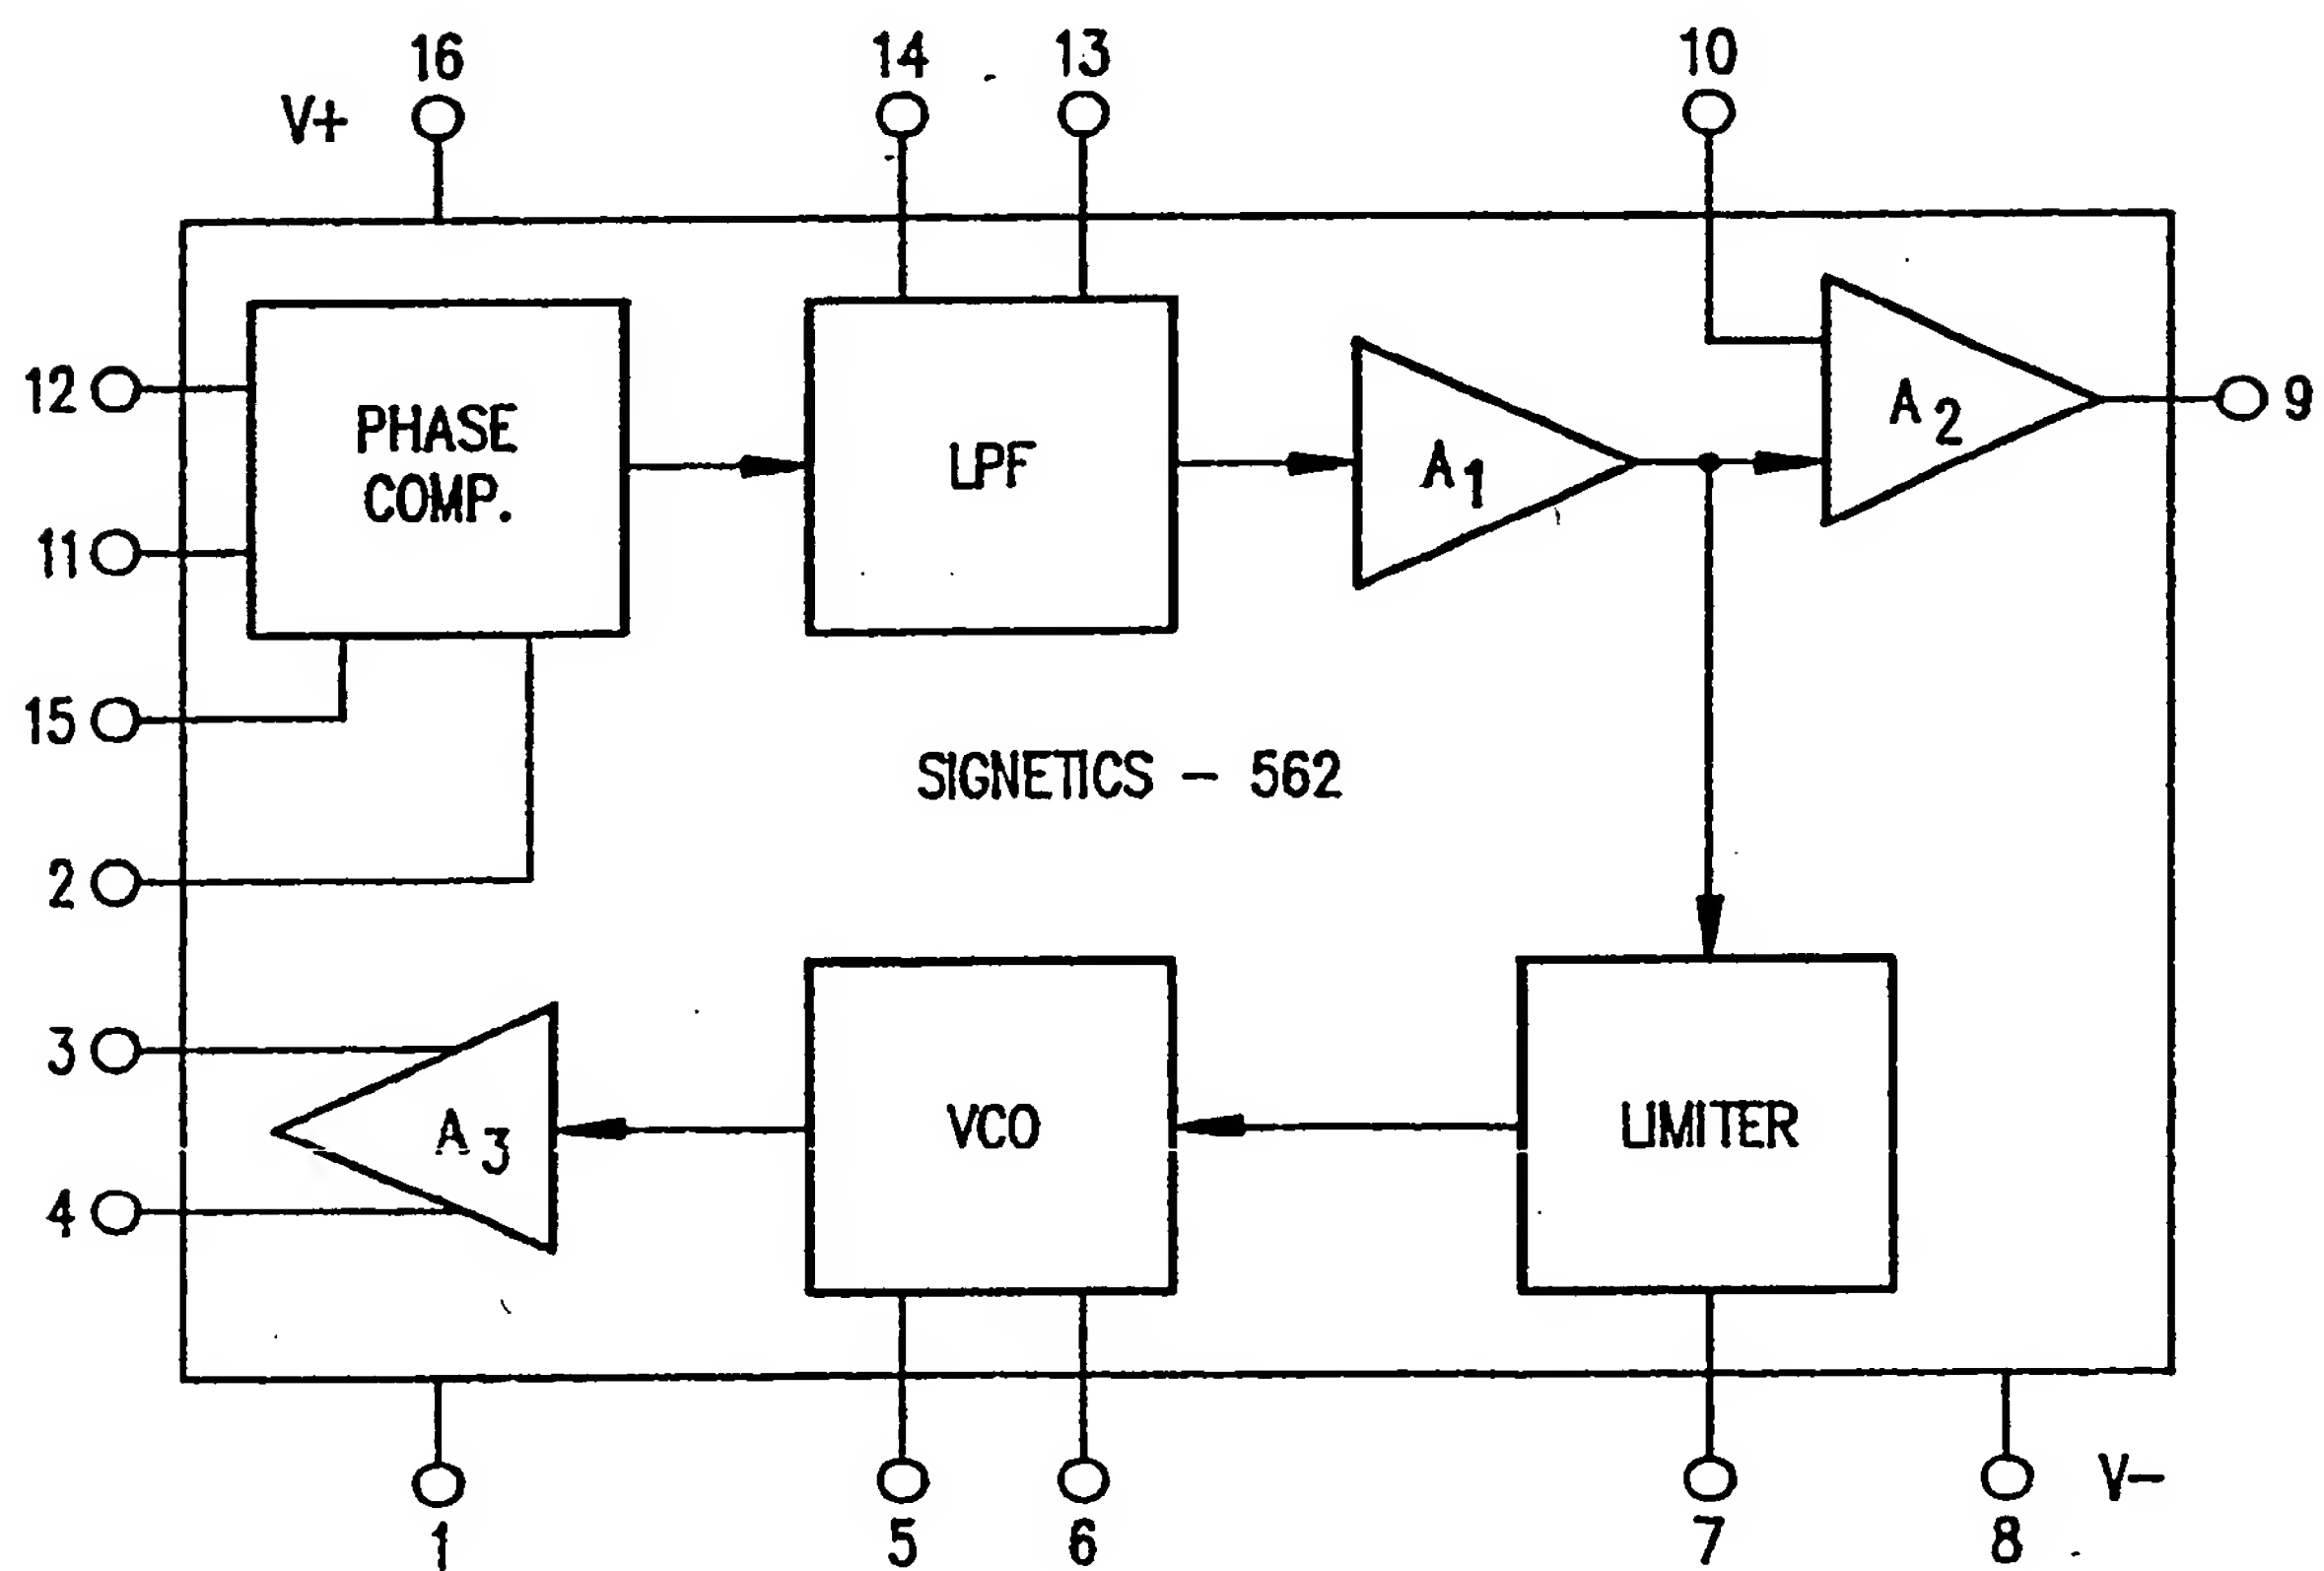 16
14
13
10
V+
12
PHASE
COMP.
LPF
A1
A2
9
11
15
SIGNETICS - 562
2
3
A3
VCO
LIMITER
4
V-
1
5
6
7
8